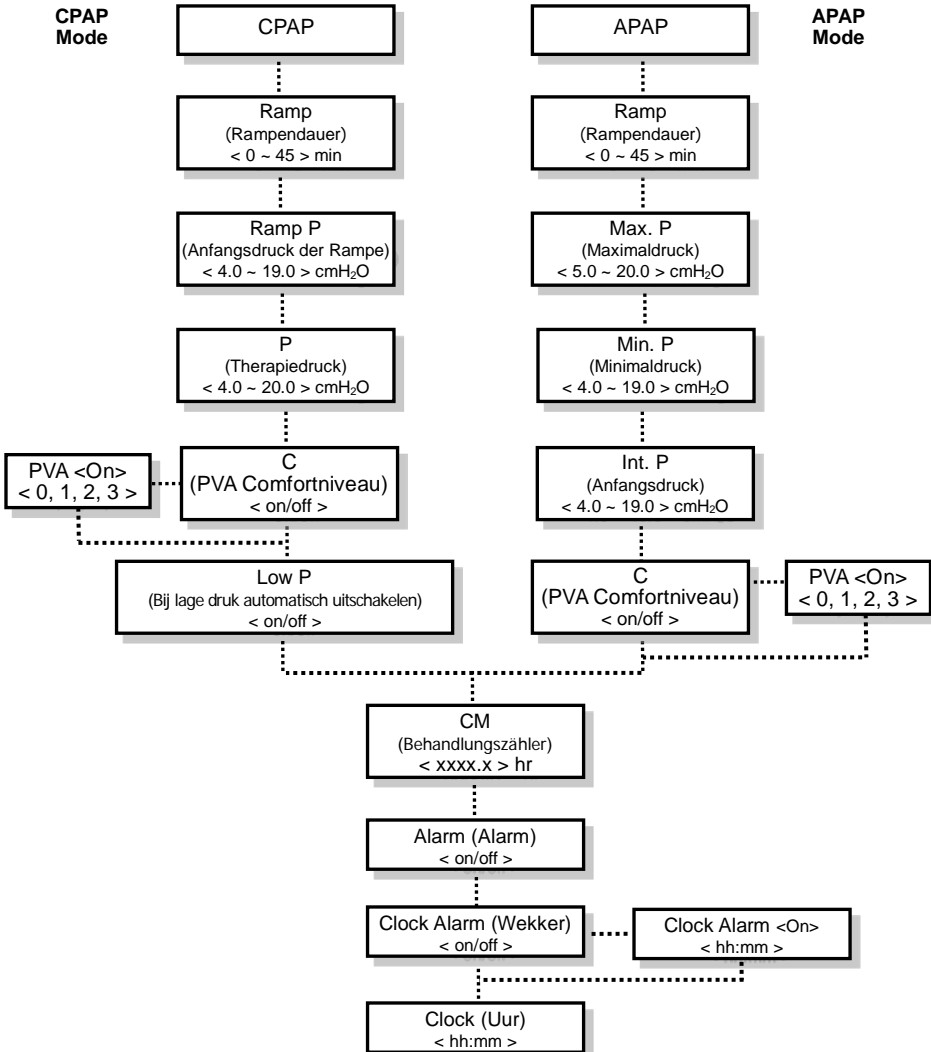 CPAP
Mode
CPAP
Ramp
(Rampendauer)
< 0 ~ 45 > min
Ramp P
(Anfangsdruck der Rampe)
< 4.0 ~ 19.0 > cmH₂O
P
(Therapiedruck)
< 4.0 ~ 20.0 > cmH₂O
C
(PVA Comfortniveau)
< on/off >
PVA <On>
< 0, 1, 2, 3 >
Low P
(Bij lage druk automatisch uitschakelen)
< on/off >
APAP
APAP
Mode
Ramp
(Rampendauer)
< 0 ~ 45 > min
Max. P
(Maximaldruck)
< 5.0 ~ 20.0 > cmH₂O
Min. P
(Minimaldruck)
< 4.0 ~ 19.0 > cmH₂O
Int. P
(Anfangsdruck)
< 4.0 ~ 19.0 > cmH₂O
C
(PVA Comfortniveau)
< on/off >
PVA <On>
< 0, 1, 2, 3 >
CM
(Behandlungszähler)
< xxxx.x > hr
Alarm (Alarm)
< on/off >
Clock Alarm (Wekker)
< on/off >
Clock Alarm <On>
< hh:mm >
Clock (Uur)
< hh:mm >